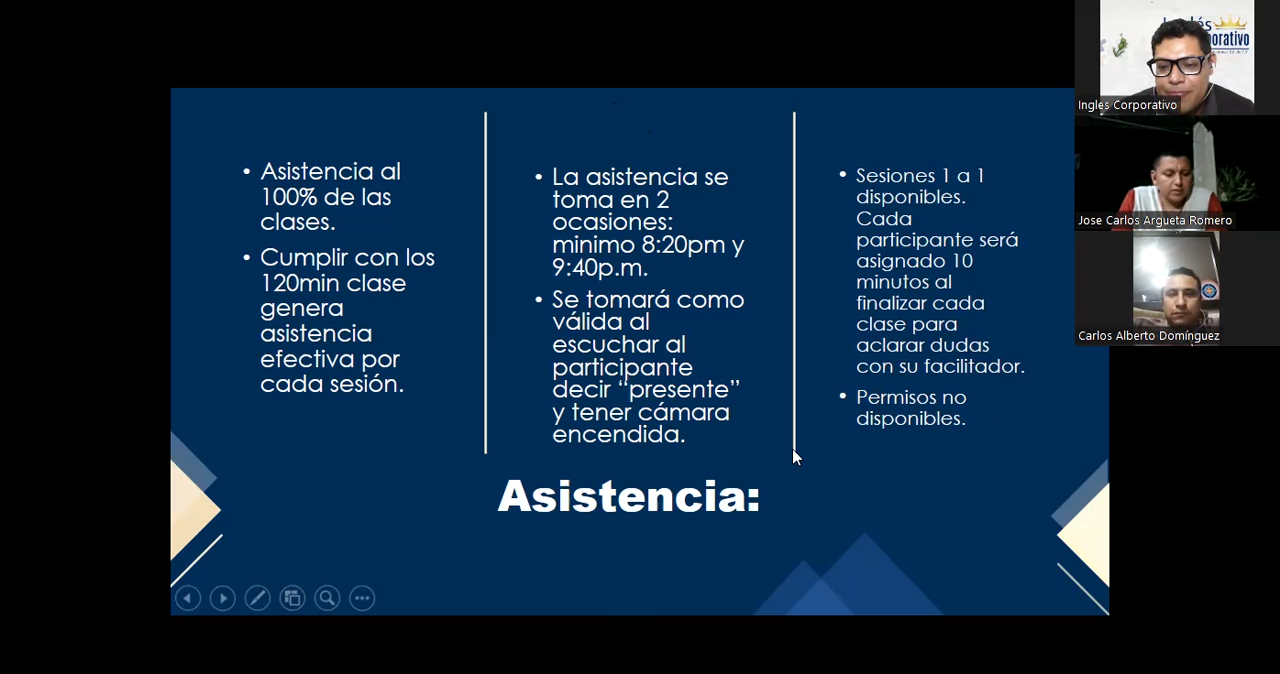 • Asistencia al
100% de las
clases.
• Cumplir con los
120min clase
genera
asistencia
efectiva por
cada sesión.
• La asistencia se
toma en 2
ocasiones:
minimo 8:20pm y
9:40p.m.
• Se tomará como
válida al
escuchar al
participante
decir “presente”
y tener cámara
encendida.
• Sesiones 1 a 1
disponibles.
Cada
participante será
asignado 10
minutos al
finalizar cada
clase para
aclarar dudas
con su facilitador.
• Permisos no
disponibles.
Asistencia:
Ingles Corporativo
Jose Carlos Argueta Romero
Carlos Alberto Domínguez